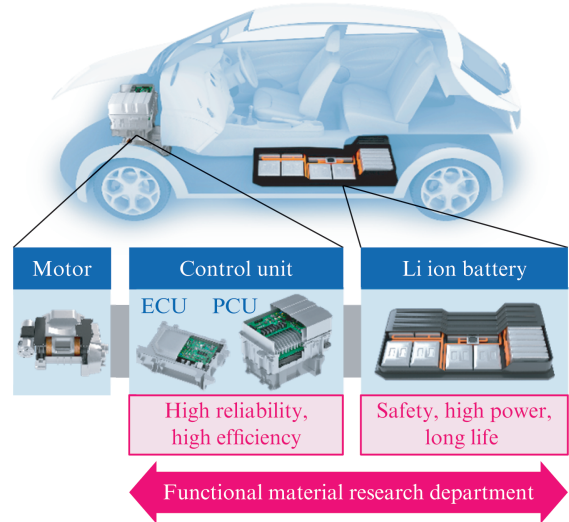 Motor
Control unit
Li ion battery
ECU
PCU
High reliability,
high efficiency
Safety, high power,
long life
Functional material research department